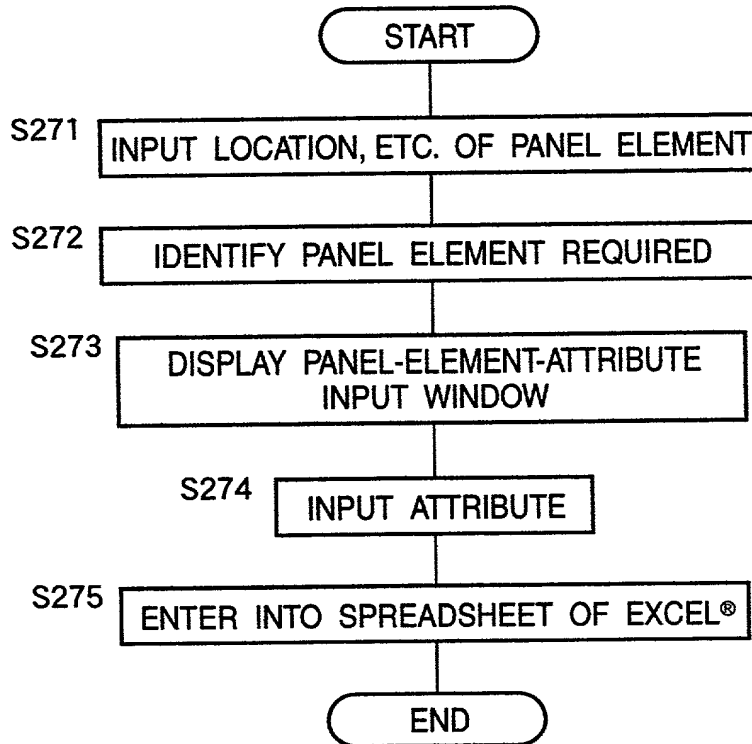 START
S271
INPUT LOCATION, ETC. OF PANEL ELEMENT
S272
IDENTIFY PANEL ELEMENT REQUIRED
S273
DISPLAY PANEL-ELEMENT-ATTRIBUTE
INPUT WINDOW
S274
INPUT ATTRIBUTE
S275
ENTER INTO SPREADSHEET OF EXCEL®
END